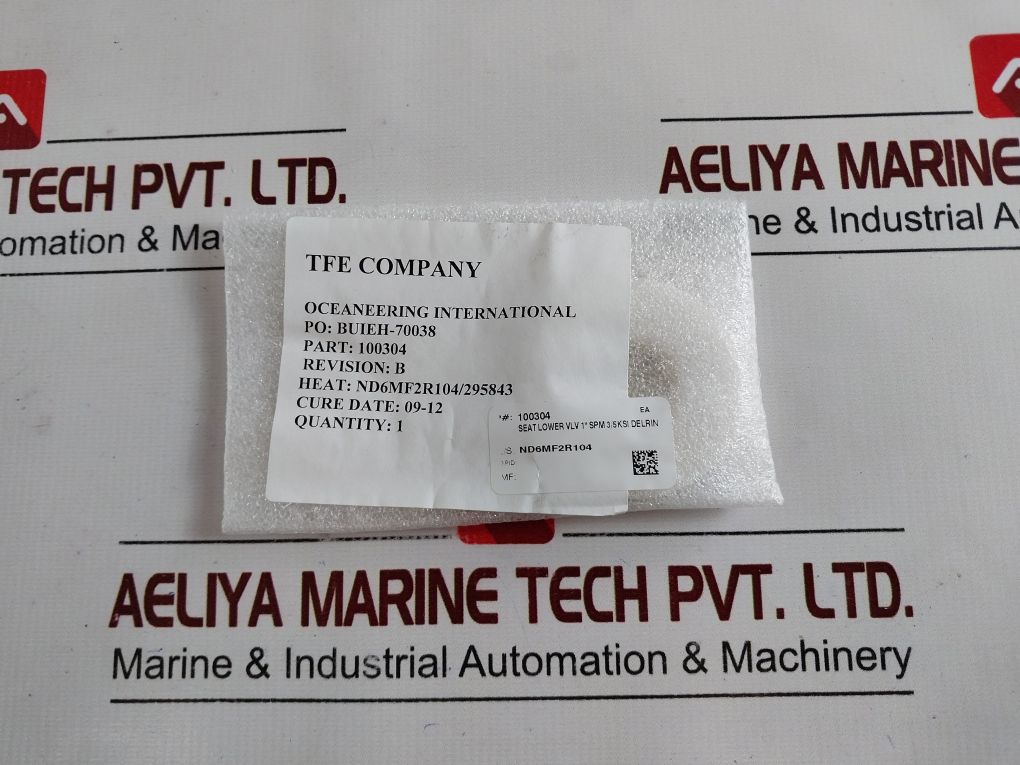 TECH PVT. LTD.
omation & Ma
AELIYA MARINE
ne & Industrial A
TFE COMPANY
OCEANEERING INTERNATIONAL
PO: BUIEH-70038
PART: 100304
REVISION: B
HEAT: ND6MF2R104/295843
CURE DATE: 09-12
QUANTITY: 1
#: 100304 EA
SEAT LOWER VLV 1" SPM 3/5KSI DELRIN
/S ND6MF2R104
MF:
AELIYA MARINE TECH PVT. LTD.
Marine & Industrial Automation & Machinery